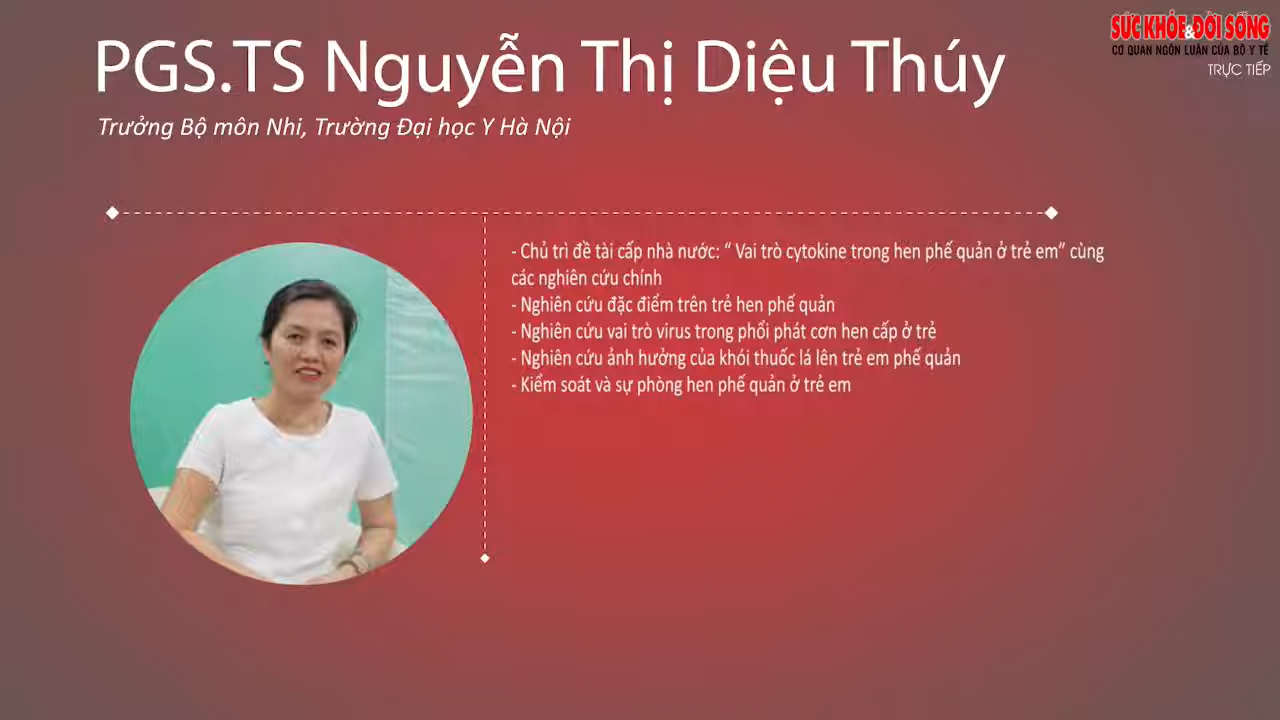 SỨC KHỎE&ĐỜI SỐNG
CƠ QUAN NGÔN LUẬN CỦA BỘ Y TẾ
TRỰC TIẾP
PGS.TS Nguyễn Thị Diệu Thúy
Trưởng Bộ môn Nhi, Trường Đại học Y Hà Nội
- Chủ trì đề tài cấp nhà nước: “ Vai trò cytokine trong hen phế quản ở trẻ em” cùng
các nghiên cứu chính
- Nghiên cứu đặc điểm trên trẻ hen phế quản
- Nghiên cứu vai trò virus trong phổi phát cơn hen cấp ở trẻ
- Nghiên cứu ảnh hưởng của khói thuốc lá lên trẻ em phế quản
- Kiểm soát và sự phòng hen phế quản ở trẻ em